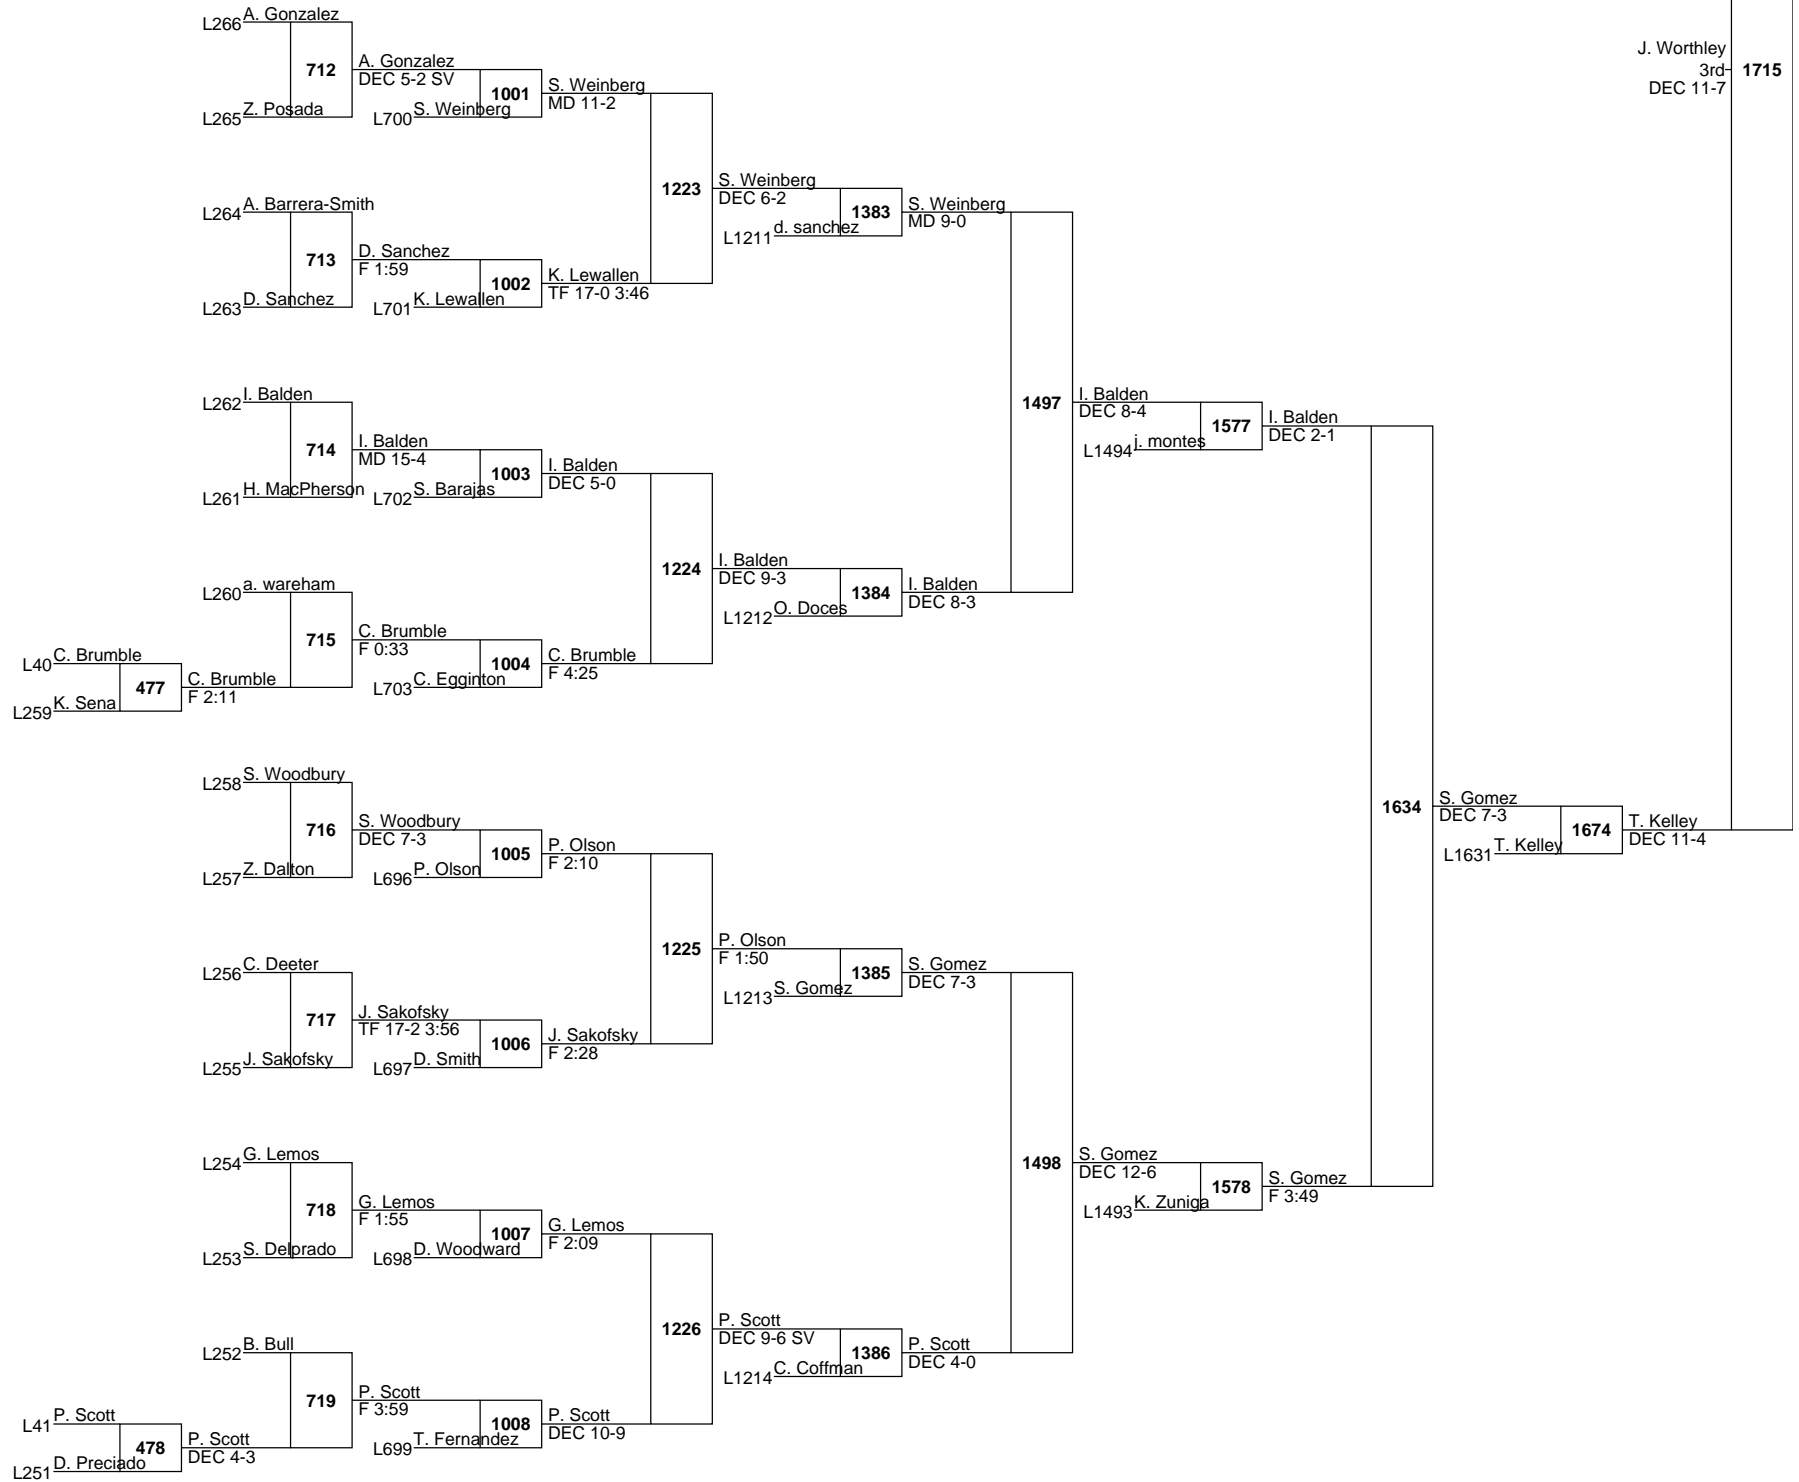 L266 A. Gonzalez
712
A. Gonzalez
DEC 5-2 SV
L265 Z. Posada
L700 S. Weinberg
1001
S. Weinberg
MD 11-2
J. Worthley
3rd
DEC 11-7
1715
L264 A. Barrera-Smith
713
D. Sanchez
F 1:59
L263 D. Sanchez
L701 K. Lewallen
1002
K. Lewallen
TF 17-0 3:46
1223
S. Weinberg
DEC 6-2
L1211 d. sanchez
1383
S. Weinberg
MD 9-0
L262 I. Balden
714
I. Balden
MD 15-4
L261 H. MacPherson
L702 S. Barajas
1003
I. Balden
DEC 5-0
L260 a. wareham
715
C. Brumble
F 0:33
L40 C. Brumble
477
C. Brumble
F 2:11
L259 K. Sena
L703 C. Egginton
1004
C. Brumble
F 4:25
1224
I. Balden
DEC 9-3
L1212 O. Doces
1384
I. Balden
DEC 8-3
1497
I. Balden
DEC 8-4
L1494 j. montes
1577
I. Balden
DEC 2-1
L258 S. Woodbury
716
S. Woodbury
DEC 7-3
L257 Z. Dalton
L696 P. Olson
1005
P. Olson
F 2:10
L256 C. Deeter
717
J. Sakofsky
TF 17-2 3:56
L255 J. Sakofsky
L697 D. Smith
1006
J. Sakofsky
F 2:28
1225
P. Olson
F 1:50
L1213 S. Gomez
1385
S. Gomez
DEC 7-3
L254 G. Lemos
718
G. Lemos
F 1:55
L253 S. Delprado
L698 D. Woodward
1007
G. Lemos
F 2:09
L252 B. Bull
719
P. Scott
F 3:59
L41 P. Scott
478
P. Scott
DEC 4-3
L251 D. Preciado
L699 T. Fernandez
1008
P. Scott
DEC 10-9
1226
P. Scott
DEC 9-6 SV
L1214 C. Coffman
1386
P. Scott
DEC 4-0
1498
S. Gomez
DEC 12-6
L1493 K. Zuniga
1578
S. Gomez
F 3:49
1634
S. Gomez
DEC 7-3
L1631 T. Kelley
1674
T. Kelley
DEC 11-4